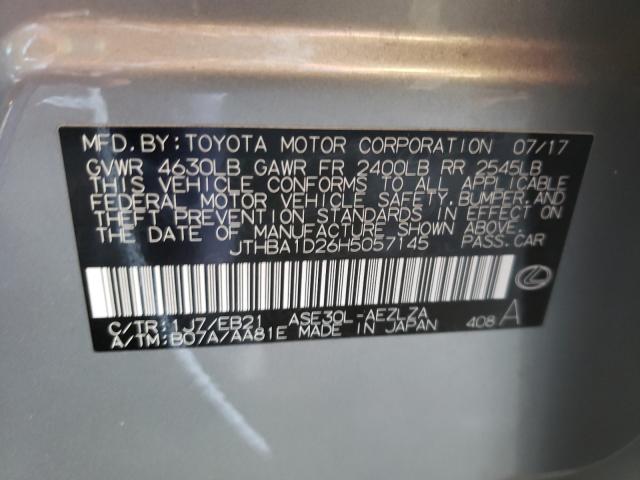 MFD.BY:TOYOTA MOTOR CORPORATION 07/17
GVWR 4630LB GAWR FR 2400LB RR 2545LB
THIS VEHICLE CONFORMS TO ALL APPLICABLE
FEDERAL MOTOR VEHICLE SAFETY,BUMPER,AND
THEFT PREVENTION STANDARDS IN EFFECT ON
THE DATE OF MANUFACTURE SHOWN ABOVE.
JTHBA1D26H5057145 PASS.CAR
C/TR:1J7/EB21 ASE30L-AEZLZA
A/TM:B07A/AA81E MADE IN JAPAN 408 A